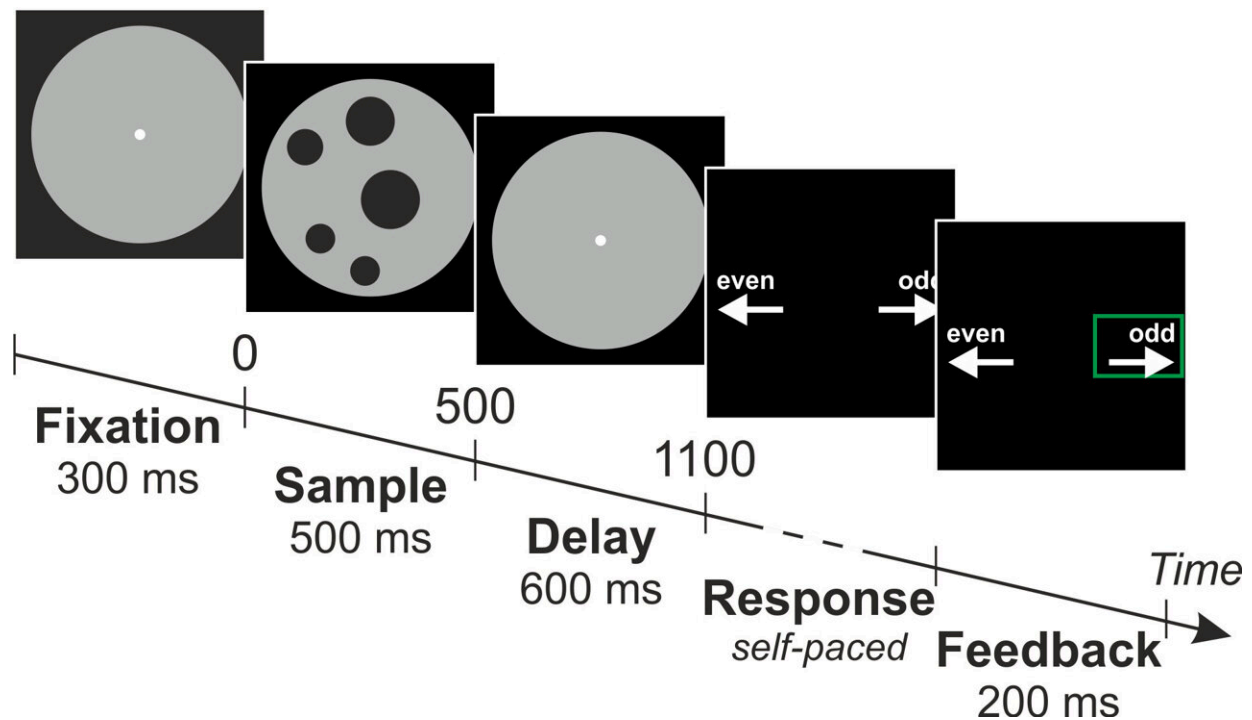 even
odd
even
odd
0
500
1100
Fixation
300 ms
Sample
500 ms
Delay
600 ms
Response
self-paced
Feedback
200 ms
Time